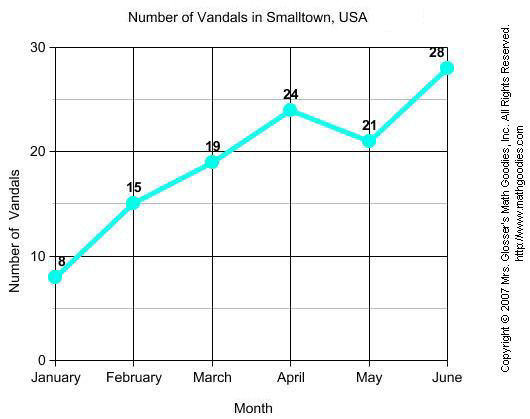 Number of Vandals in Smalltown, USA
30
28
24
21
20
19
15
10
8
0
Number of Vandals
January February March April May June
Month
Copyright © 2007 Mrs. Glosser's Math Goodies, Inc. All Rights Reserved.
http://www.mathgoodies.com